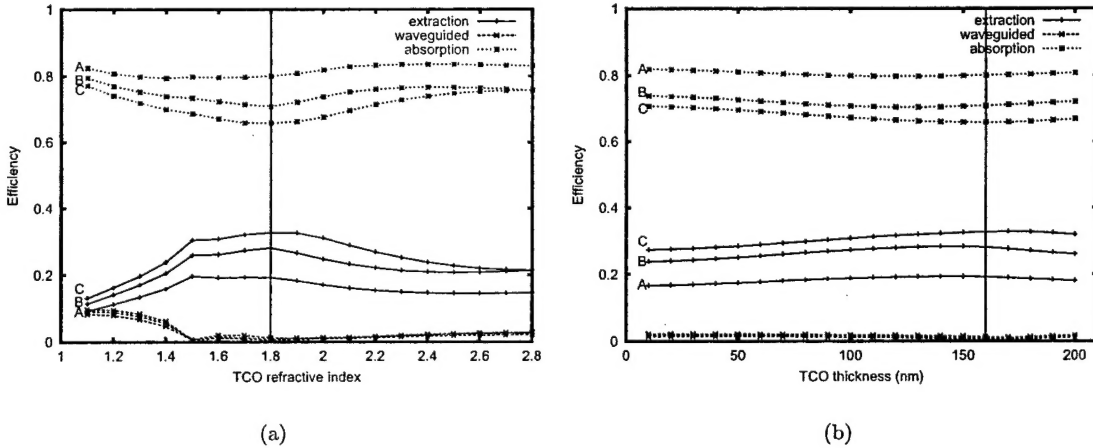 1
0.8
0.6
0.4
0.2
0
Efficiency
extraction
waveguided
absorption
A
B
C
C
B
A
1
1.2
1.4
1.6
1.8
2
2.2
2.4
2.6
2.8
TCO refractive index
(a)
1
0.8
0.6
0.4
0.2
0
Efficiency
extraction
waveguided
absorption
A
B
C
C
B
A
0
50
100
150
200
TCO thickness (nm)
(b)